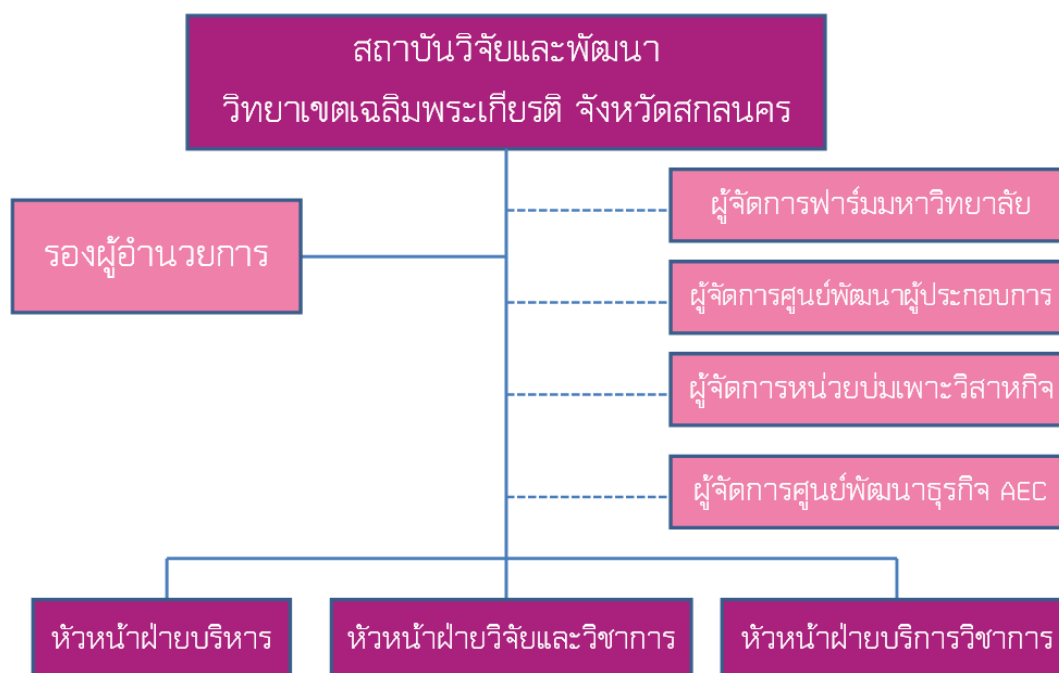 สถาบันวิจัยและพัฒนา
วิทยาเขตเฉลิมพระเกียรติ จังหวัดสกลนคร
ผู้จัดการฟาร์มมหาวิทยาลัย
รองผู้อำนวยการ
ผู้จัดการศูนย์พัฒนาผู้ประกอบการ
ผู้จัดการหน่วยบ่มเพาะวิสาหกิจ
ผู้จัดการศูนย์พัฒนาธุรกิจ AEC
หัวหน้าฝ่ายบริหาร
หัวหน้าฝ่ายวิจัยและวิชาการ
หัวหน้าฝ่ายบริการวิชาการ